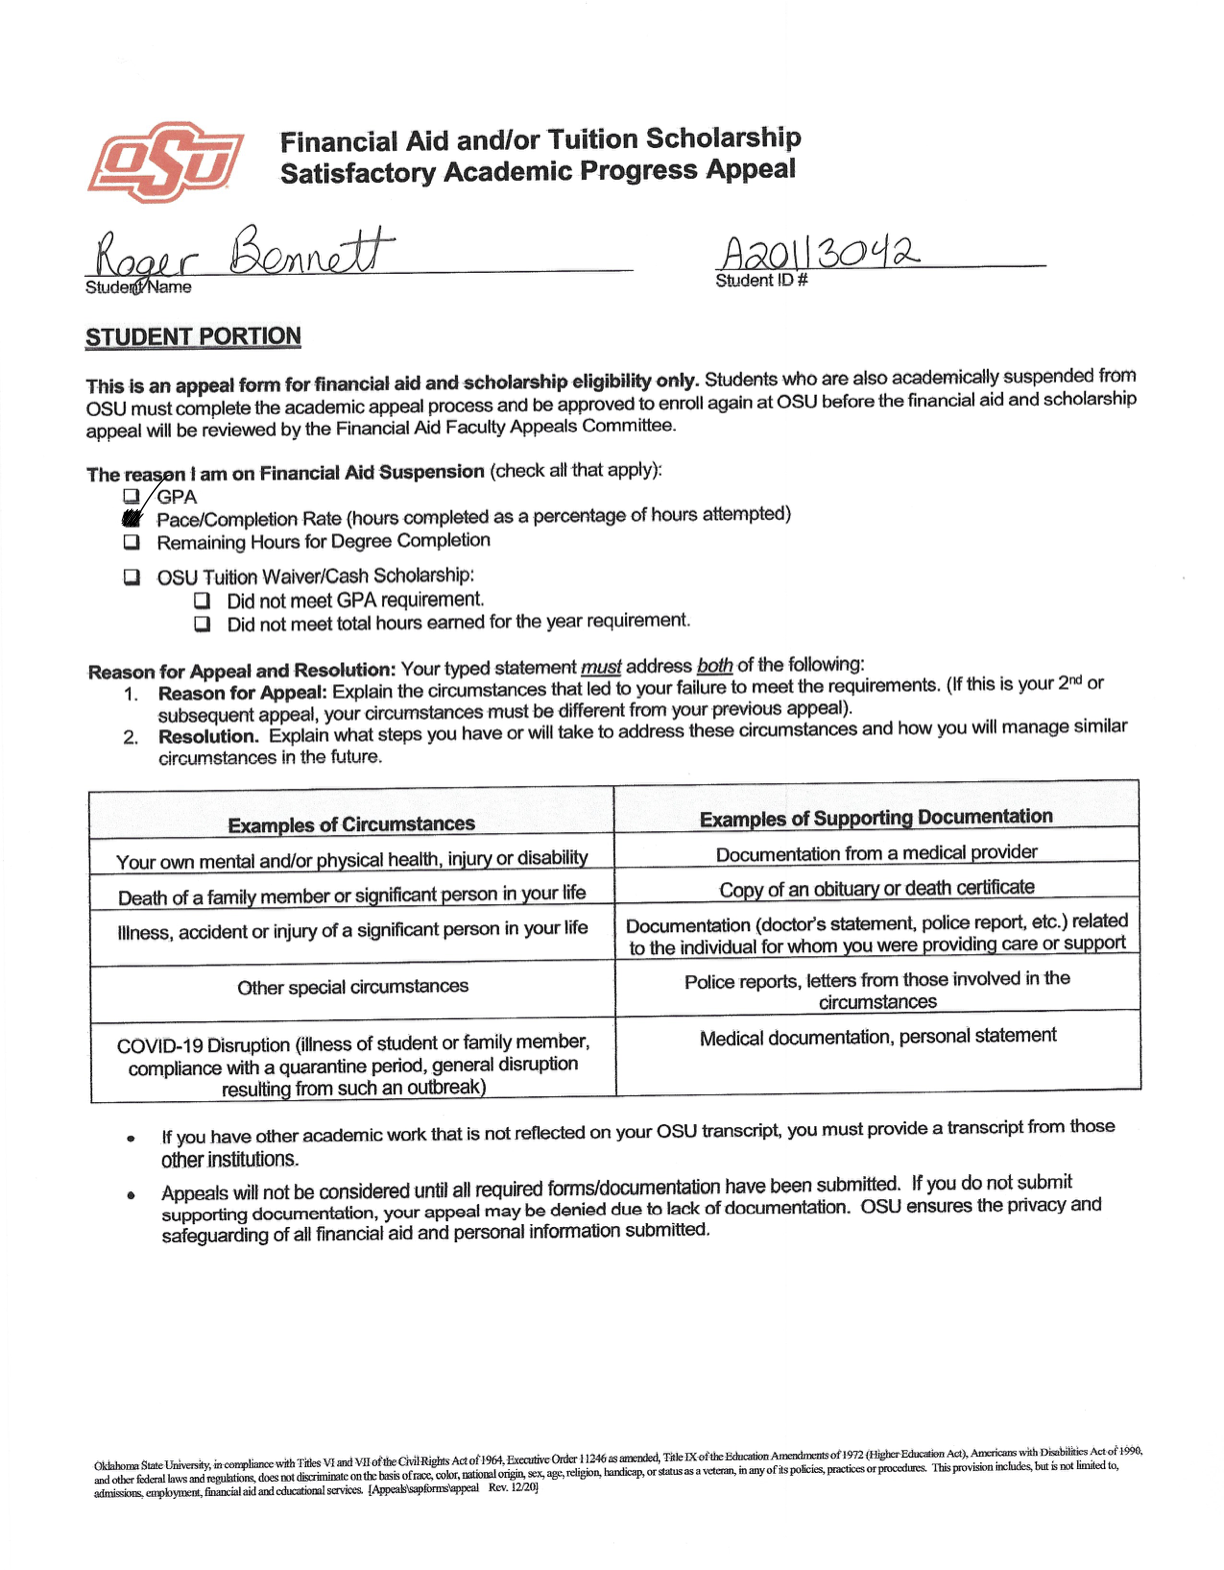 OSU
Financial Aid and/or Tuition Scholarship
Satisfactory Academic Progress Appeal
Roger Bennett
A20113042
Student Name
Student ID #
STUDENT PORTION
This is an appeal form for financial aid and scholarship eligibility only. Students who are also academically suspended from
OSU must complete the academic appeal process and be approved to enroll again at OSU before the financial aid and scholarship
appeal will be reviewed by the Financial Aid Faculty Appeals Committee.
The reason I am on Financial Aid Suspension (check all that apply):
GPA
Pace/Completion Rate (hours completed as a percentage of hours attempted)
Remaining Hours for Degree Completion
OSU Tuition Waiver/Cash Scholarship:
Did not meet GPA requirement.
Did not meet total hours earned for the year requirement.
Reason for Appeal and Resolution: Your typed statement must address both of the following:
1. Reason for Appeal: Explain the circumstances that led to your failure to meet the requirements. (If this is your 2nd or
subsequent appeal, your circumstances must be different from your previous appeal).
2. Resolution. Explain what steps you have or will take to address these circumstances and how you will manage similar
circumstances in the future.
Examples of Circumstances
Examples of Supporting Documentation
Your own mental and/or physical health, injury or disability
Documentation from a medical provider
Death of a family member or significant person in your life
Copy of an obituary or death certificate
Illness, accident or injury of a significant person in your life
Documentation (doctor's statement, police report, etc.) related
to the individual for whom you were providing care or support
Other special circumstances
Police reports, letters from those involved in the
circumstances
COVID-19 Disruption (illness of student or family member,
compliance with a quarantine period, general disruption
resulting from such an outbreak)
Medical documentation, personal statement
• If you have other academic work that is not reflected on your OSU transcript, you must provide a transcript from those
other institutions.
• Appeals will not be considered until all required forms/documentation have been submitted. If you do not submit
supporting documentation, your appeal may be denied due to lack of documentation. OSU ensures the privacy and
safeguarding of all financial aid and personal information submitted.
Oklahoma State University, in compliance with Titles VI and VII of the Civil Rights Act of 1964, Executive Order 11246 as amended, Title IX of the Education Amendments of 1972 (Higher Education Act), Americans with Disabilities Act of 1990,
and other federal laws and regulations, does not discriminate on the basis of race, color, national origin, sex, age, religion, handicap, or status as a veteran, in any of its policies, practices or procedures. This provision includes, but is not limited to,
admissions, employment, financial aid and educational services. [Appeals\sapforms\appeal Rev. 12/20]